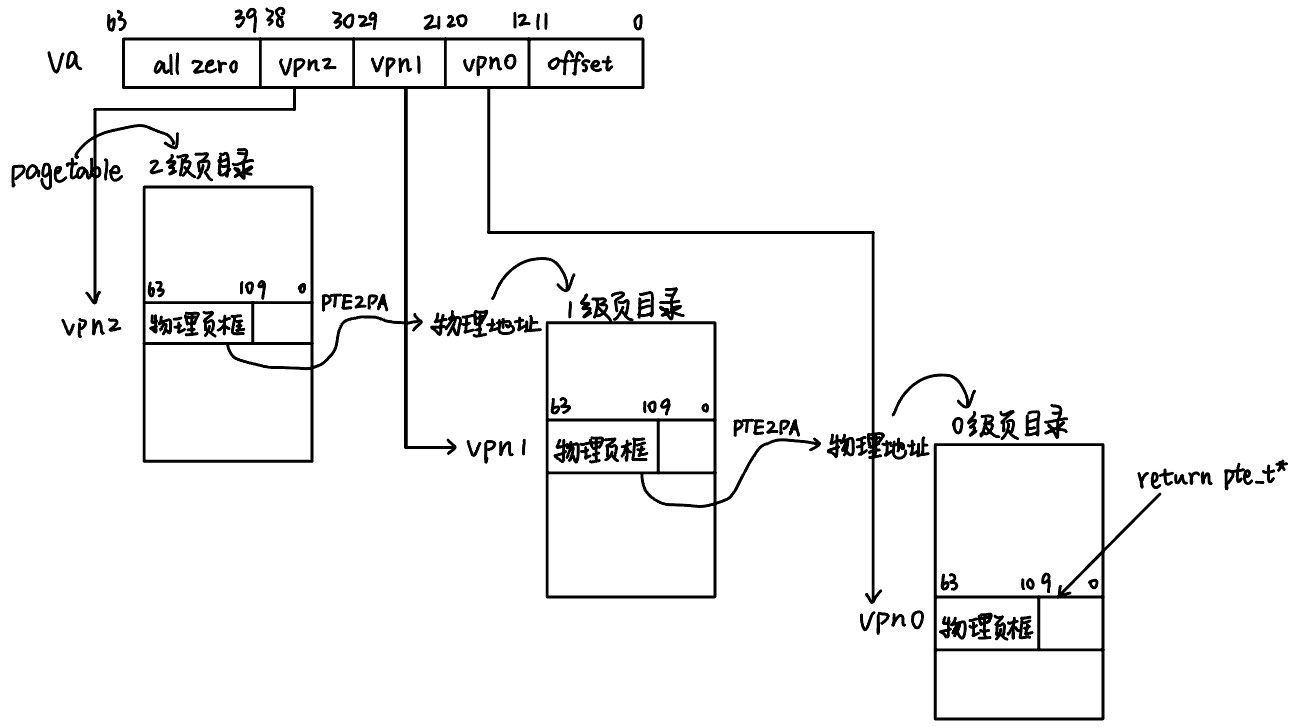 63 39 38 30 29 21 20 12 11 0
va all zero vpn2 vpn1 vpn0 offset
pagetable 2级页目录
63 10 9 0
vpn2 物理页框 PTE2PA 物理地址
1级页目录
63 10 9 0
vpn1 物理页框 PTE2PA 物理地址
0级页目录
return pte_t*
63 10 9 0
vpn0 物理页框